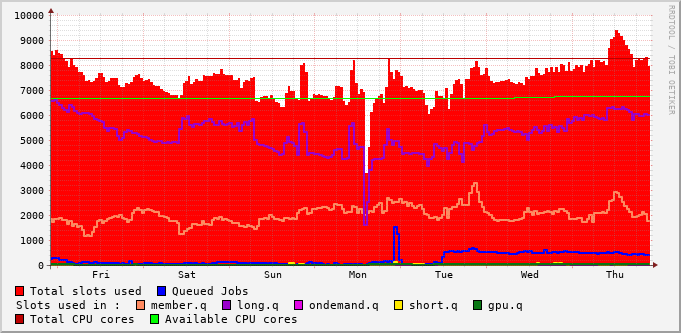 10000
9000
8000
7000
6000
5000
4000
3000
2000
1000
0
Fri Sat Sun Mon Tue Wed Thu
RRDTOOL / TOBI OETIKER
Total slots used Queued Jobs
Slots used in : member.q long.q ondemand.q short.q gpu.q
Total CPU cores Available CPU cores